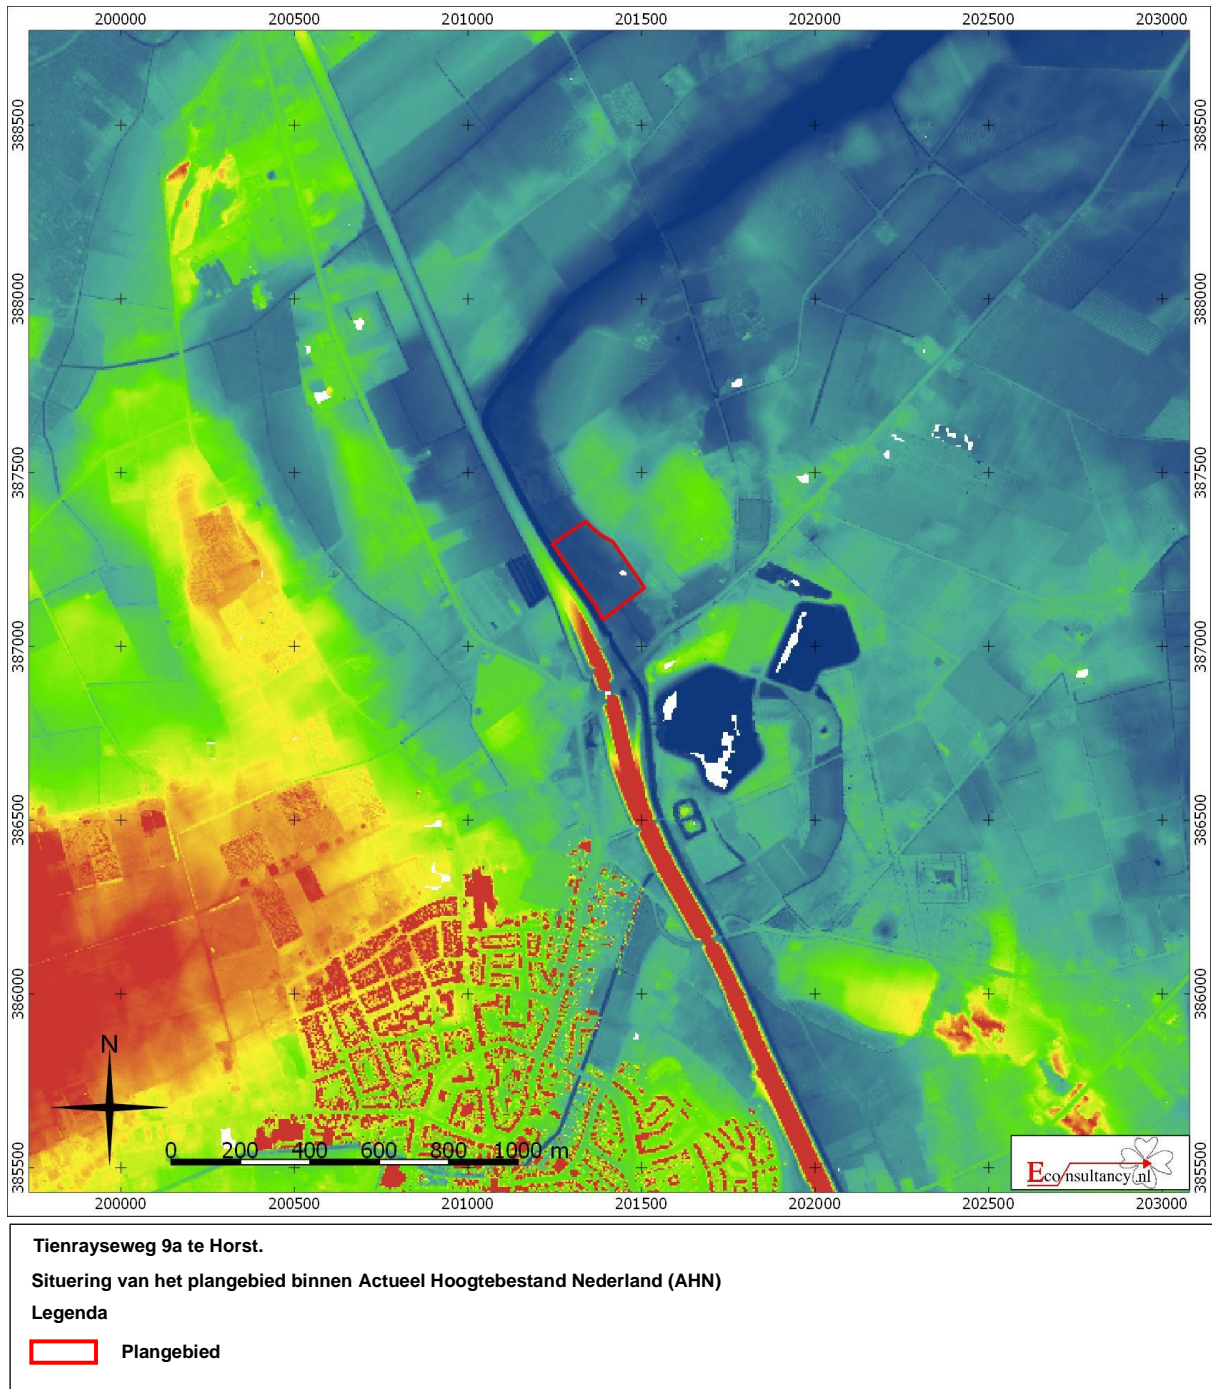 200000 200500 201000 201500 202000 202500 203000
388500 388500
388000 388000
387500 387500
387000 387000
386500 386500
386000 386000
N
0 200 400 600 800 1000 m
385500 385500
Econsultancy.nl
200000 200500 201000 201500 202000 202500 203000
Tienrayseweg 9a te Horst.
Situering van het plangebied binnen Actueel Hoogtebestand Nederland (AHN)
Legenda
Plangebied